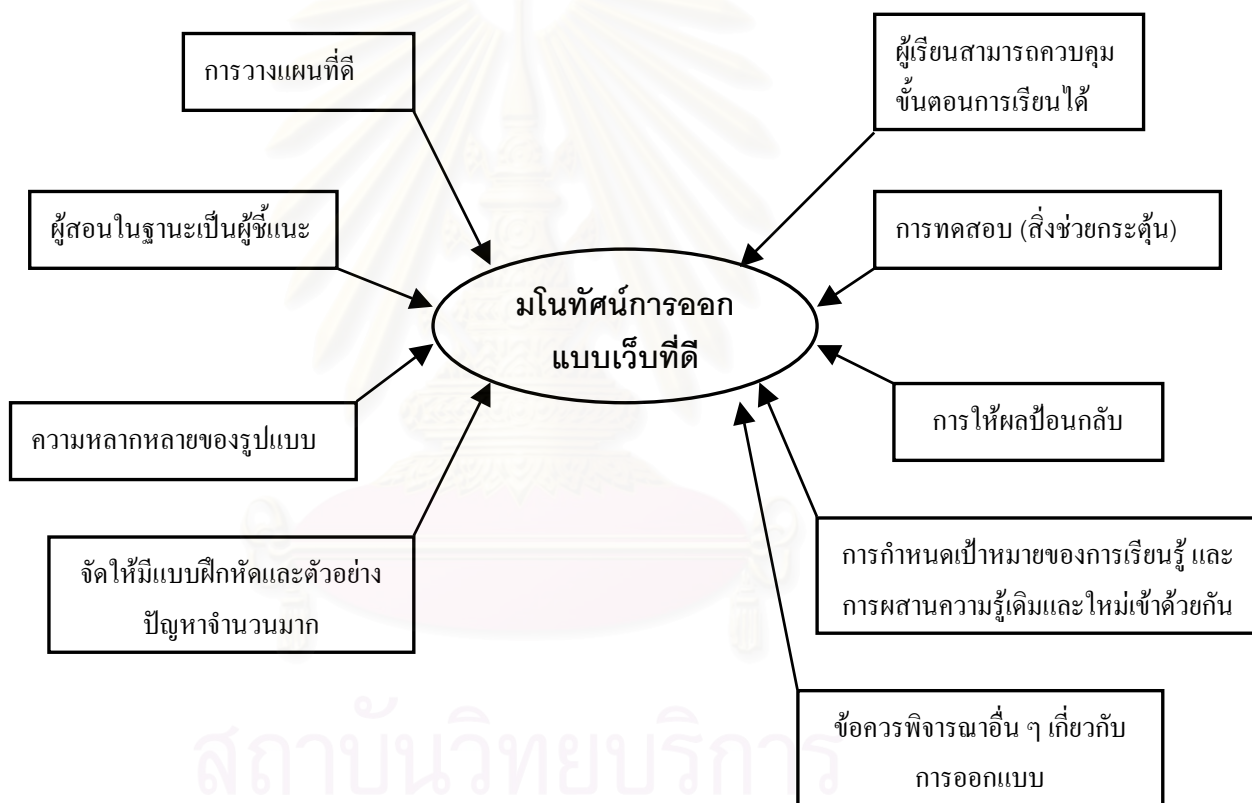 การวางแผนที่ดี
ผู้เรียนสามารถควบคุม
ขั้นตอนการเรียนได้
ผู้สอนในฐานะเป็นผู้ชี้แนะ
การทดสอบ (สิ่งช่วยกระตุ้น)
มโนทัศน์การออก
แบบเว็บที่ดี
ความหลากหลายของรูปแบบ
การให้ผลป้อนกลับ
จัดให้มีแบบฝึกหัดและตัวอย่าง
ปัญหาจำนวนมาก
การกำหนดเป้าหมายของการเรียนรู้ และ
การผสานความรู้เดิมและใหม่เข้าด้วยกัน
ข้อควรพิจารณาอื่น ๆ เกี่ยวกับ
การออกแบบ
สถาบันวิทยบริการ